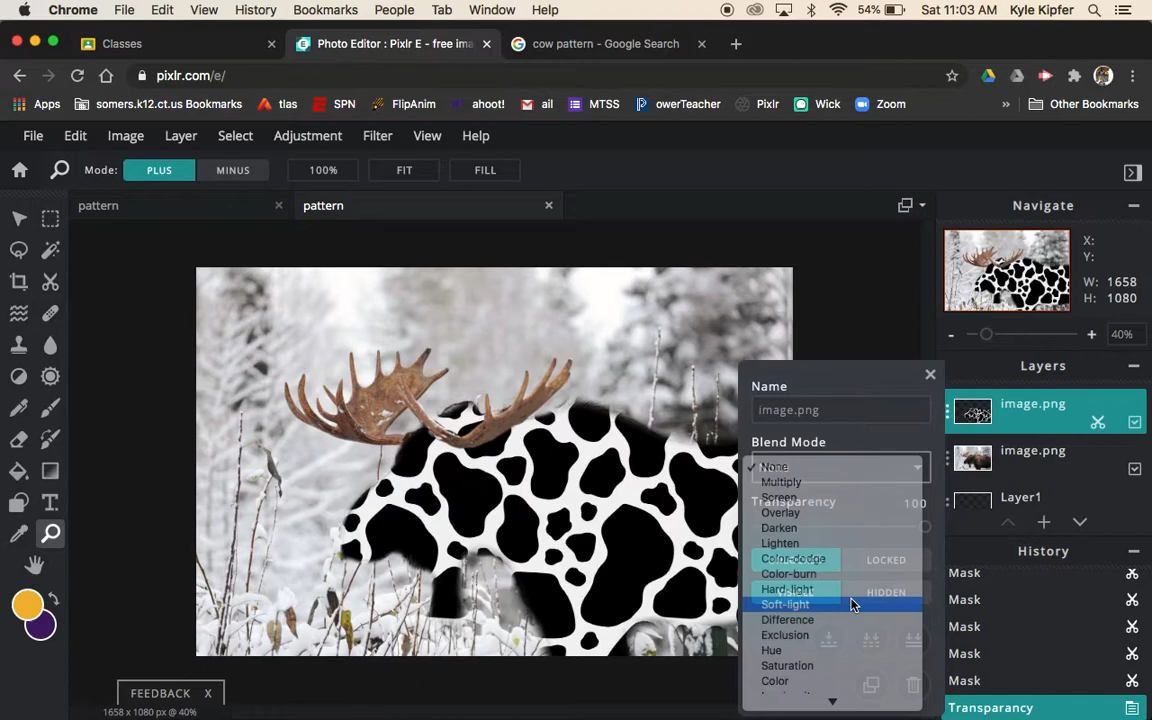 Chrome File Edit View History Bookmarks People Tab Window Help 54% Sat 11:03 AM Kyle Kipfer
Classes × Photo Editor : Pixlr E - free ima × cow pattern - Google Search × +
pixlr.com/e/
Apps somers.k12.ct.us Bookmarks tlas SPN FlipAnim ahoot! ail MTSS owerTeacher Pixlr Wick Zoom » Other Bookmarks
File Edit Image Layer Select Adjustment Filter View Help
Mode: PLUS MINUS 100% FIT FILL
pattern × pattern ×
Navigate
X:
Y:
W: 1658
H: 1080
- + 40%
Layers
image.png
image.png
Layer1
History
Mask
Mask
Mask
Mask
Mask
Transparency
Name
image.png
Blend Mode
None
Multiply
Screen
Transparency 100
Overlay
Darken
Lighten
Color-dodge
LOCKED
Color-burn
Hard-light
HIDDEN
Soft-light
Difference
Exclusion
Hue
Saturation
Color
FEEDBACK X
1658 x 1080 px @ 40%